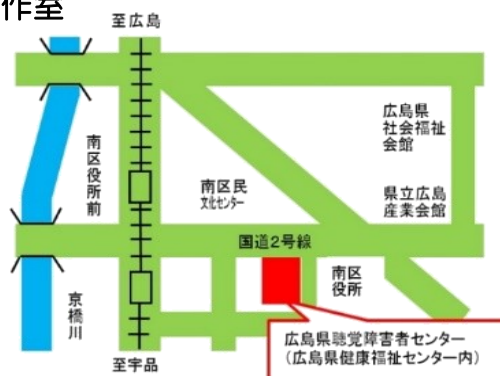 作室
至広島
広島県
社会福祉
会館
南区役所前
南区民
文化センター
県立広島
産業会館
国道2号線
南区
役所
京橋川
広島県聴覚障害者センター
（広島県健康福祉センター内）
至宇品